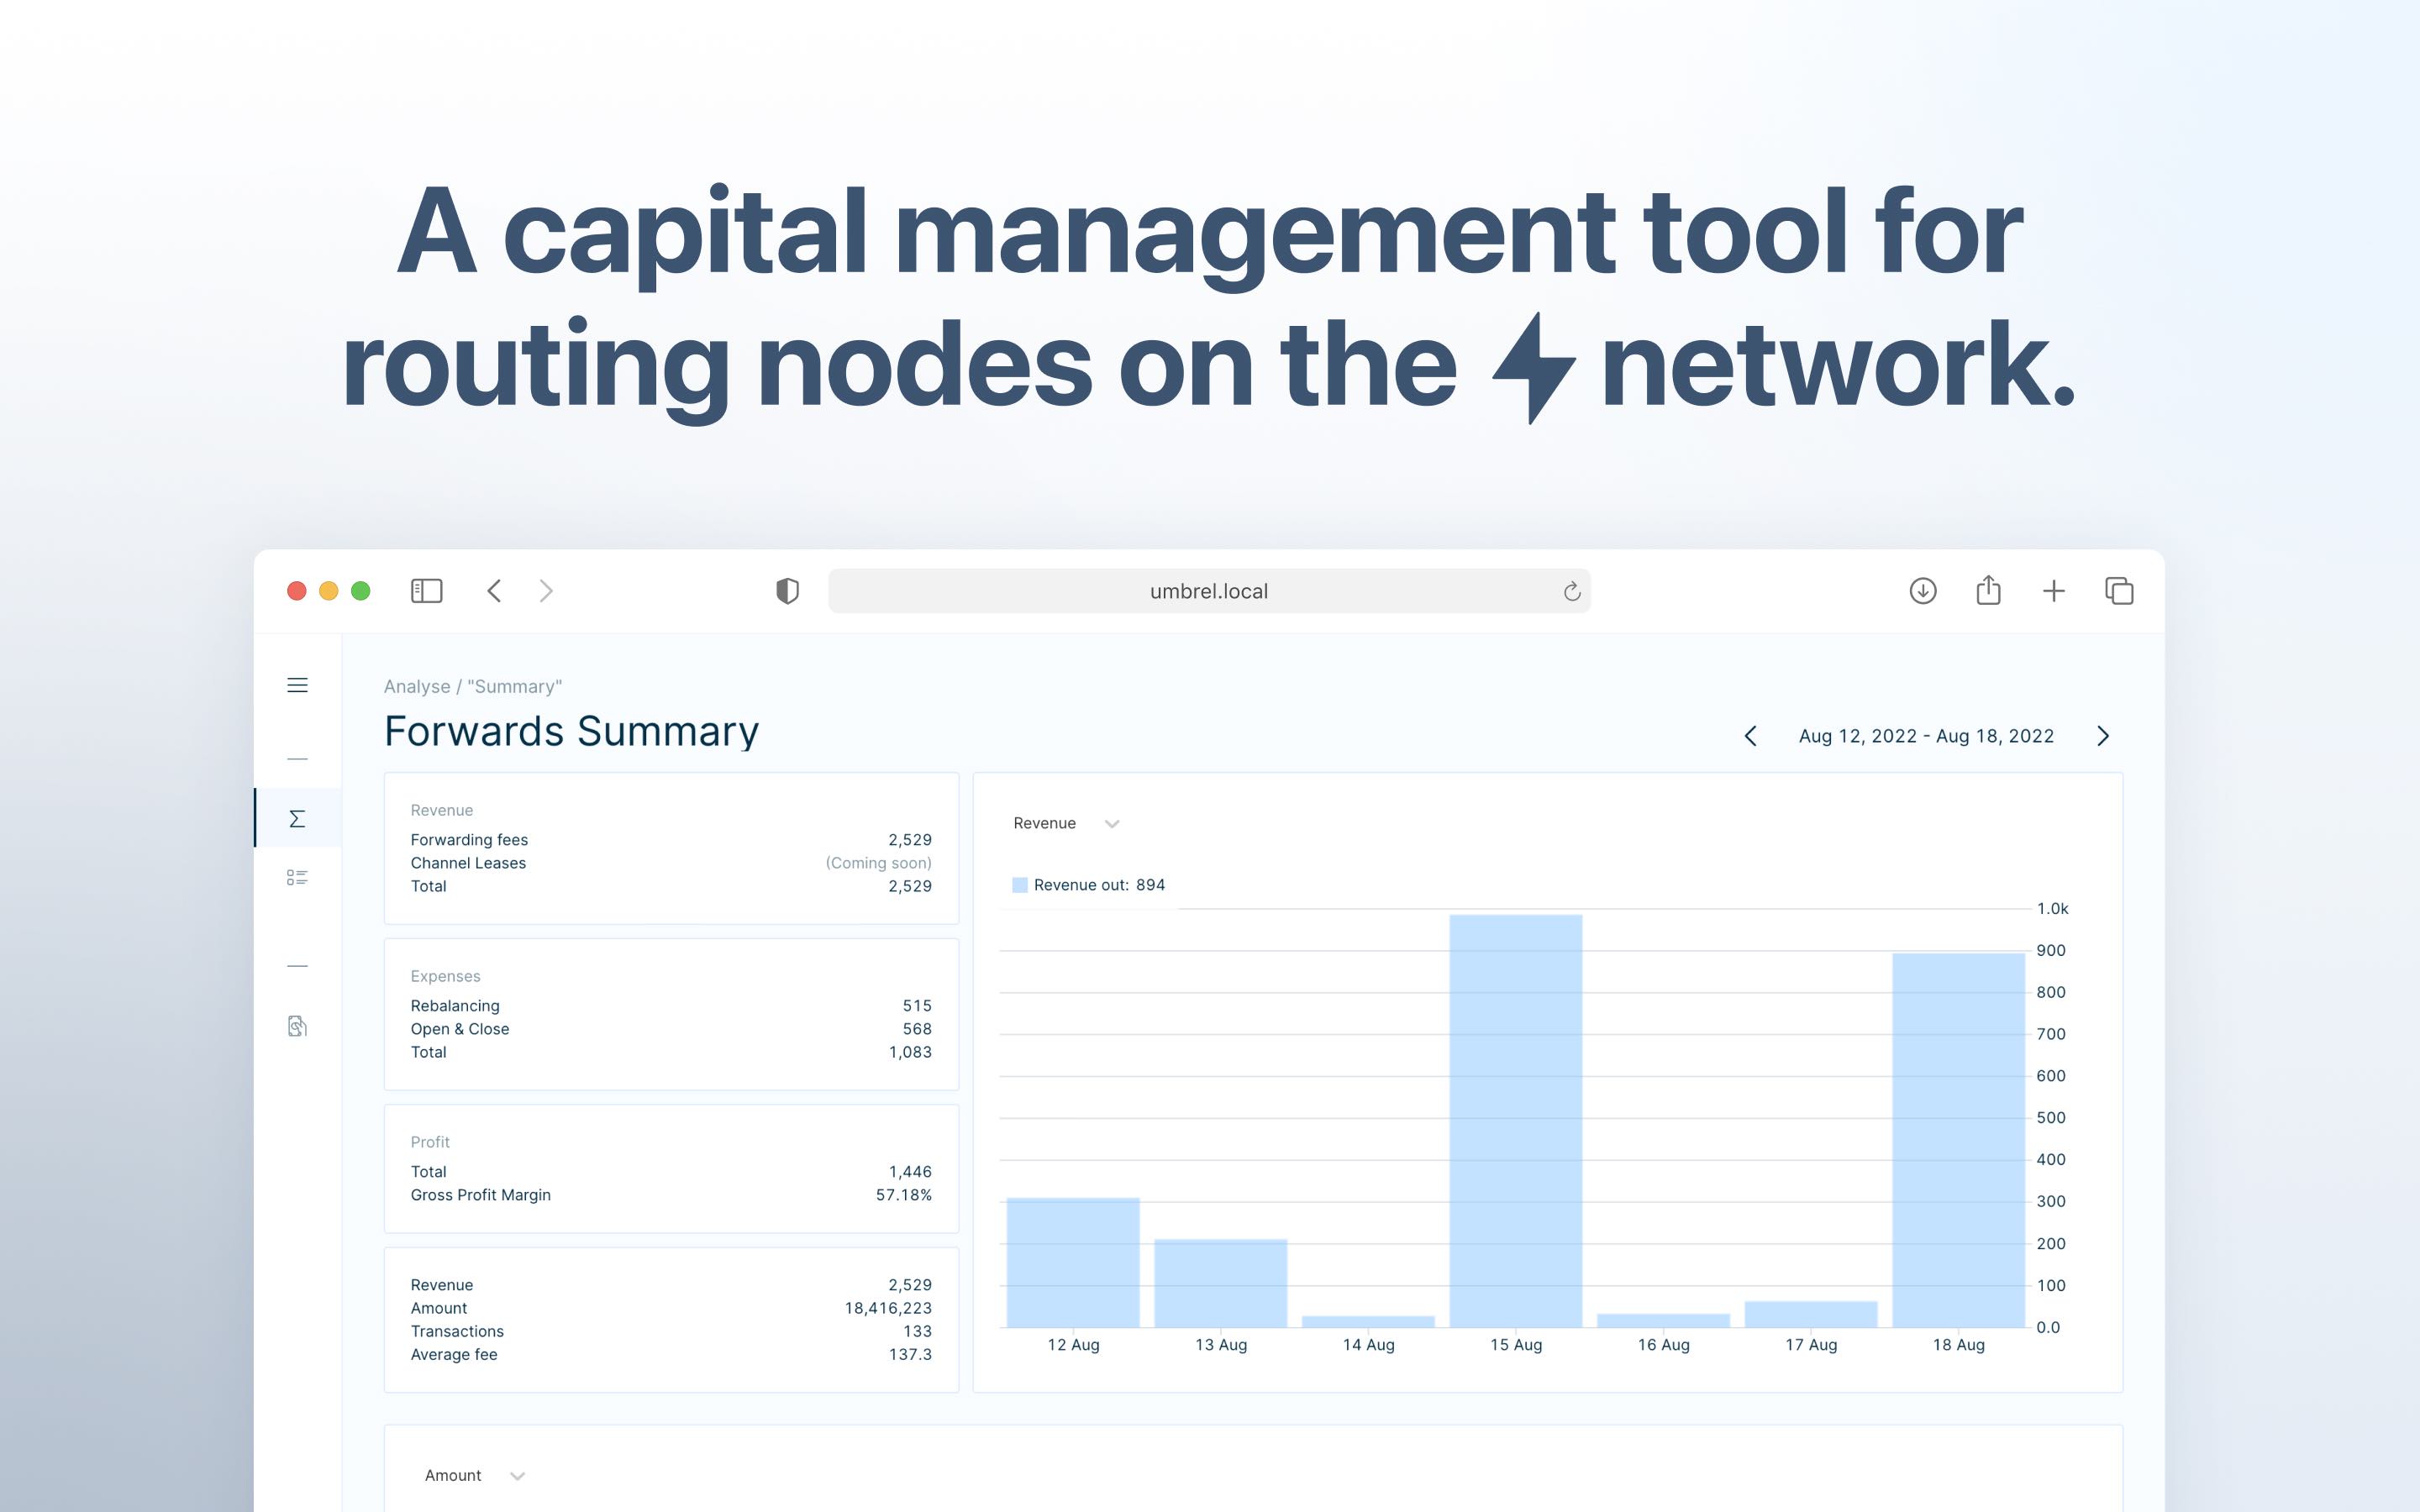 A capital management tool for
routing nodes on the network.
umbrel.local
Analyse / "Summary"
Forwards Summary
Aug 12, 2022 - Aug 18, 2022
Revenue
Forwarding fees 2,529
Channel Leases (Coming soon)
Total 2,529
Expenses
Rebalancing 515
Open & Close 568
Total 1,083
Profit
Total 1,446
Gross Profit Margin 57.18%
Revenue 2,529
Amount 18,416,223
Transactions 133
Average fee 137.3
Revenue
Revenue out: 894
1.0k
900
800
700
600
500
400
300
200
100
0.0
12 Aug 13 Aug 14 Aug 15 Aug 16 Aug 17 Aug 18 Aug
Amount